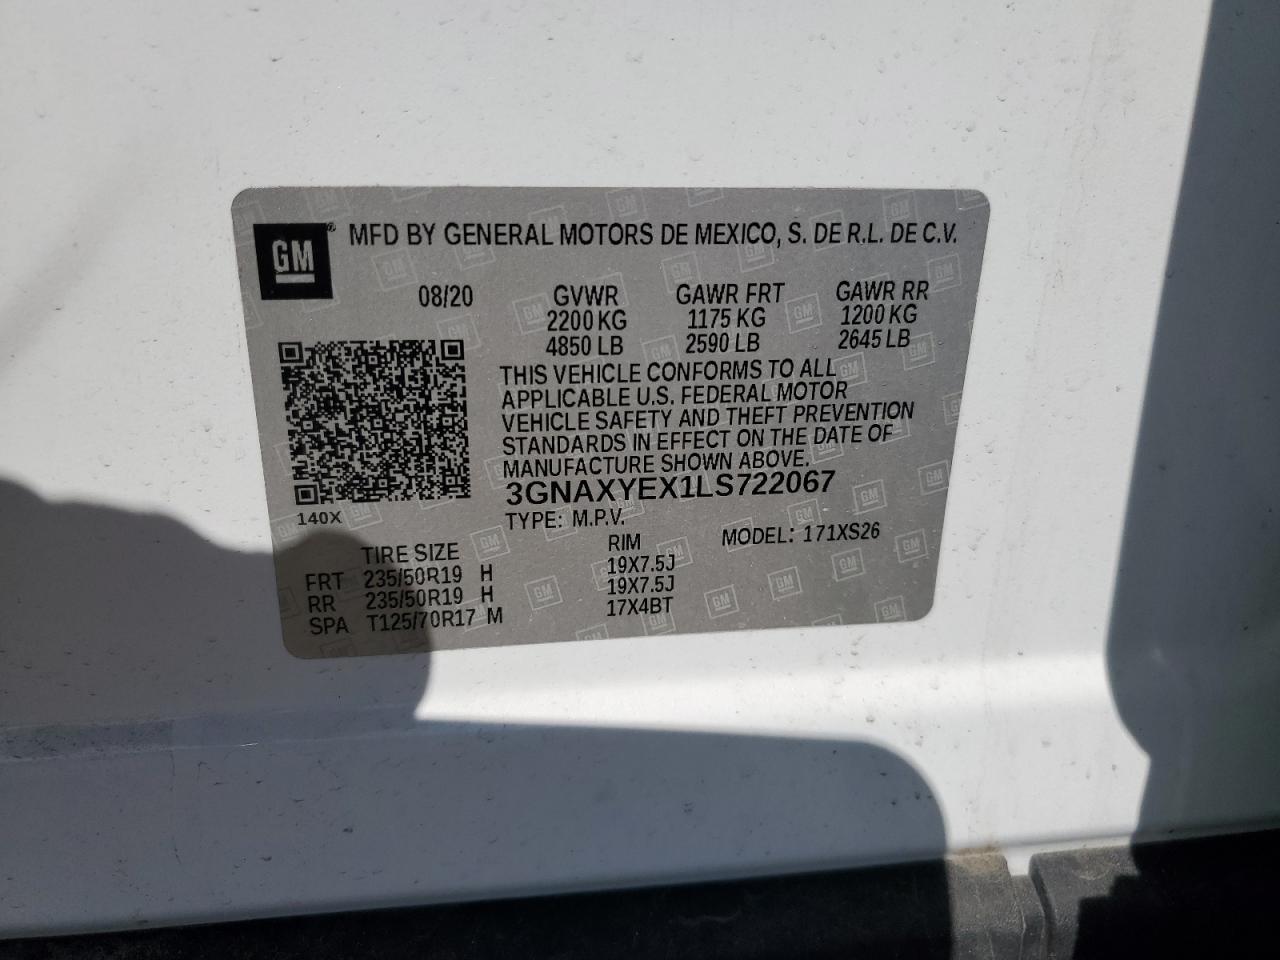 GM® MFD BY GENERAL MOTORS DE MEXICO, S. DE R.L. DE C.V.
08/20 GVWR GAWR FRT GAWR RR
2200 KG 1175 KG 1200 KG
4850 LB 2590 LB 2645 LB
THIS VEHICLE CONFORMS TO ALL
APPLICABLE U.S. FEDERAL MOTOR
VEHICLE SAFETY AND THEFT PREVENTION
STANDARDS IN EFFECT ON THE DATE OF
MANUFACTURE SHOWN ABOVE.
3GNAXYEX1LS722067
140X TYPE: M.P.V. MODEL: 171XS26
TIRE SIZE RIM
FRT 235/50R19 H 19X7.5J
RR 235/50R19 H 19X7.5J
SPA T125/70R17 M 17X4BT